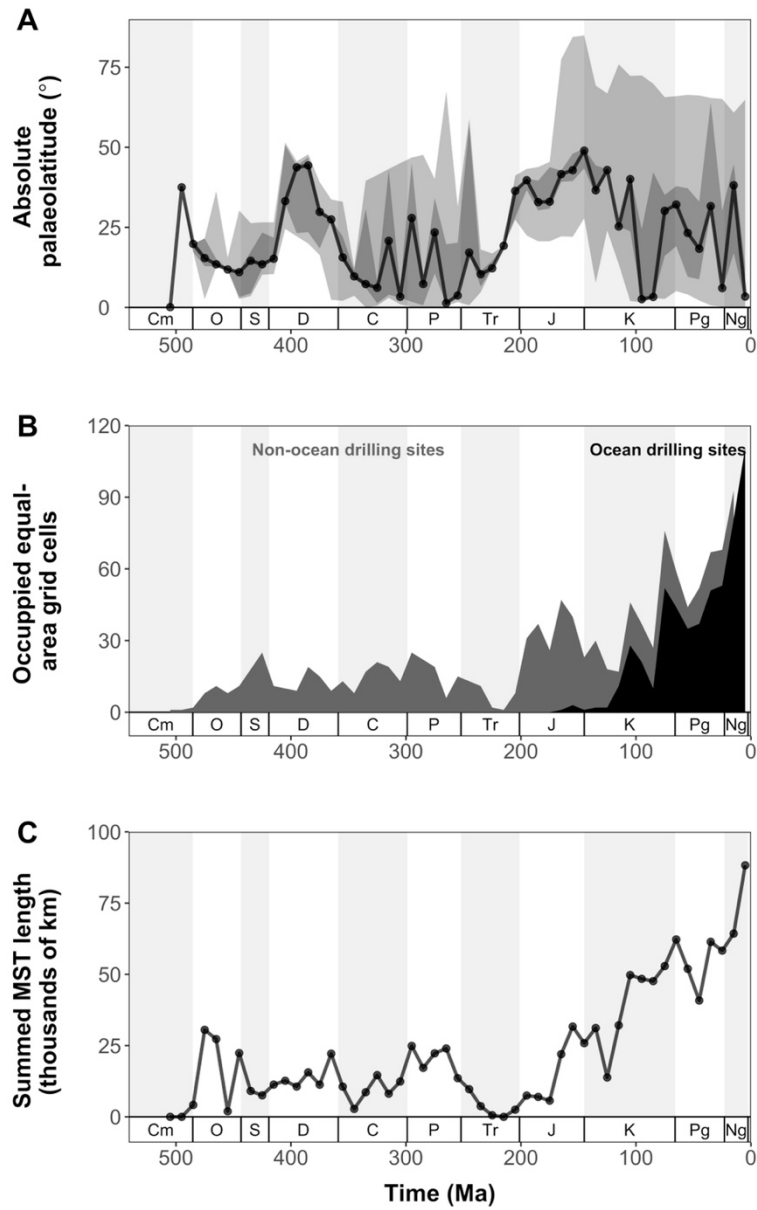 A
Absolute
palaeolatitude (°)
75
50
25
0
Cm O S D C P Tr J K Pg Ng
500 400 300 200 100 0
B
Occuppied equal-
area grid cells
120
90
60
30
0
Non-ocean drilling sites
Ocean drilling sites
Cm O S D C P Tr J K Pg Ng
500 400 300 200 100 0
C
Summed MST length
(thousands of km)
100
75
50
25
0
Cm O S D C P Tr J K Pg Ng
500 400 300 200 100 0
Time (Ma)